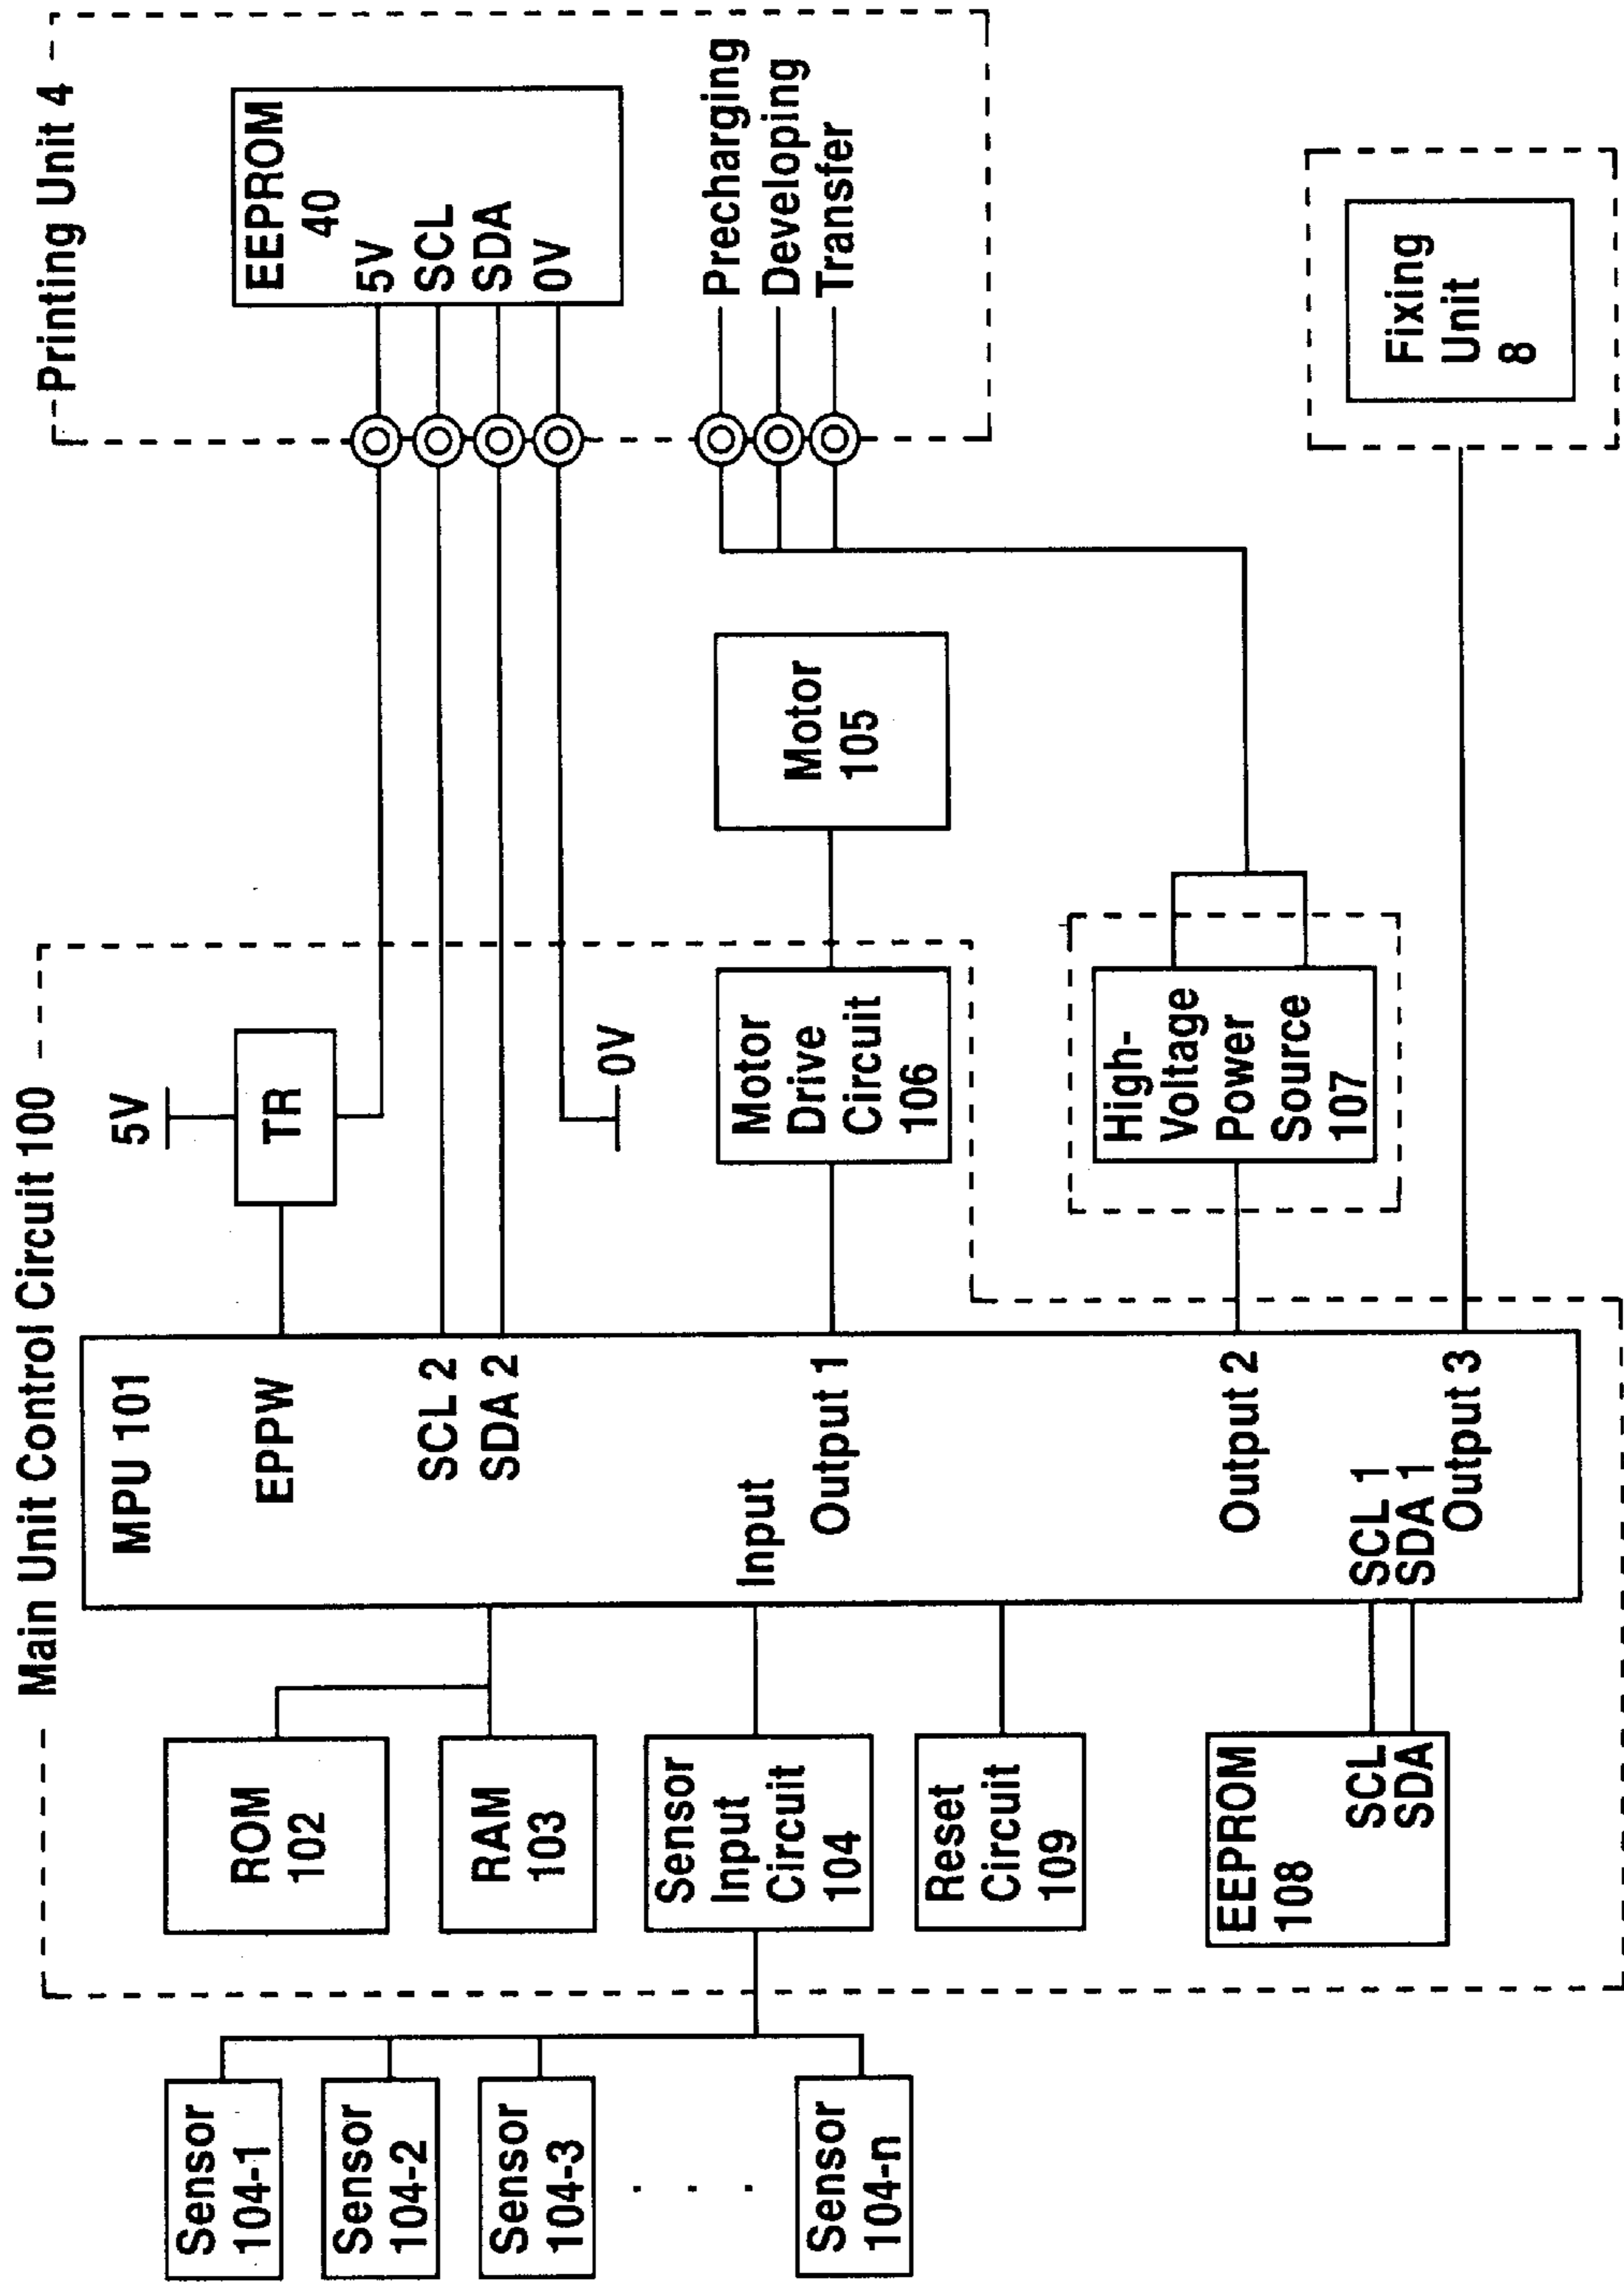 Main Unit Control Circuit 100
Printing Unit 4
Sensor
104-1
Sensor
104-2
Sensor
104-3
. . .
Sensor
104-n
ROM
102
RAM
103
Sensor
Input
Circuit
104
Reset
Circuit
109
EEPROM
108
SCL
SDA
MPU 101
EPPW
SCL 2
SDA 2
Input
Output 1
Output 2
SCL 1
SDA 1
Output 3
5V
TR
0V
Motor
Drive
Circuit
106
Motor
105
High-
Voltage
Power
Source
107
EEPROM
40
5V
SCL
SDA
0V
Precharging
Developing
Transfer
Fixing
Unit
8